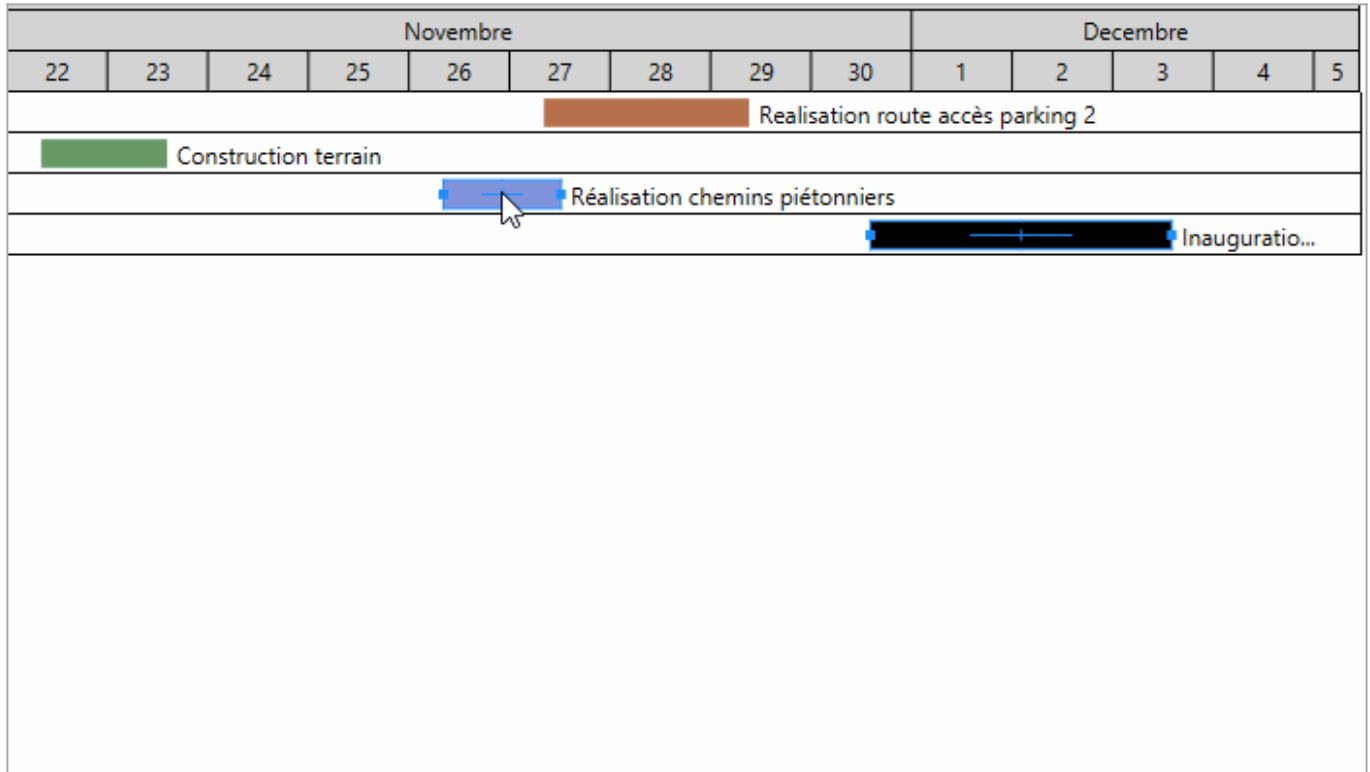 Novembre Decembre
22 23 24 25 26 27 28 29 30 1 2 3 4 5
Realisation route accès parking 2
Construction terrain
Réalisation chemins piétonniers
Inauguratio...